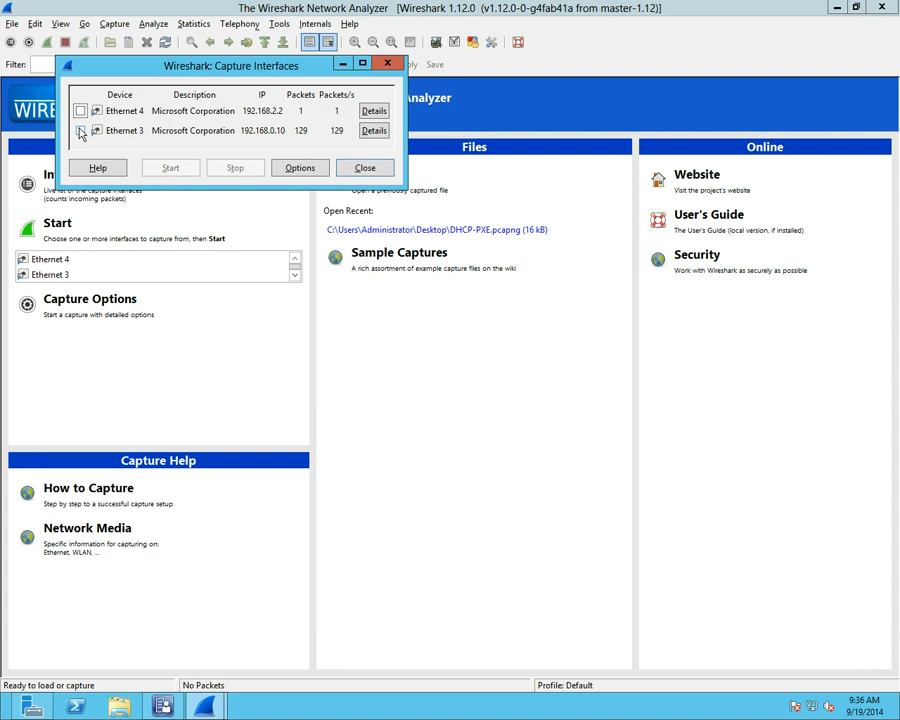 The Wireshark Network Analyzer [Wireshark 1.12.0 (v1.12.0-0-g4fab41a from master-1.12)]
File Edit View Go Capture Analyze Statistics Telephony Tools Internals Help
Filter: Save
Wireshark: Capture Interfaces
Device Description IP Packets Packets/s
Ethernet 4 Microsoft Corporation 192.168.2.2 1 1 Details
Ethernet 3 Microsoft Corporation 192.168.0.10 129 129 Details
Help Start Stop Options Close
WIRE
Analyzer
Live list of the capture interfaces
(counts incoming packets)
Start
Choose one or more interfaces to capture from, then Start
Ethernet 4
Ethernet 3
Capture Options
Start a capture with detailed options
Capture Help
How to Capture
Step by step to a successful capture setup
Network Media
Specific information for capturing on:
Ethernet, WLAN, ...
Files
Open a previously captured file
Open Recent:
C:\Users\Administrator\Desktop\DHCP-PXE.pcapng (16 kB)
Sample Captures
A rich assortment of example capture files on the wiki
Online
Website
Visit the project's website
User's Guide
The User's Guide (local version, if installed)
Security
Work with Wireshark as securely as possible
Ready to load or capture No Packets Profile: Default
9:36 AM
9/19/2014